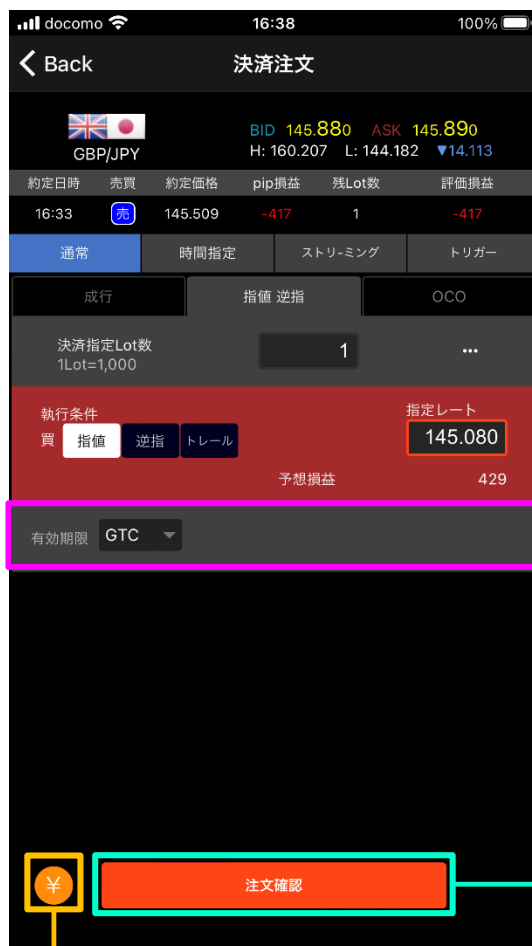 docomo 16:38 100%
Back 決済注文
BID 145.880 ASK 145.890
GBP/JPY H: 160.207 L: 144.182 ▼14.113
約定日時 売買 約定価格 pip損益 残Lot数 評価損益
16:33 売 145.509 -417 1 -417
通常 時間指定 ストリ-ミング トリガー
成行 指値 逆指 OCO
決済指定Lot数 1 ...
1Lot=1,000
執行条件 指定レート
買 指値 逆指 トレール 145.080
予想損益 429
有効期限 GTC
¥ 注文確認